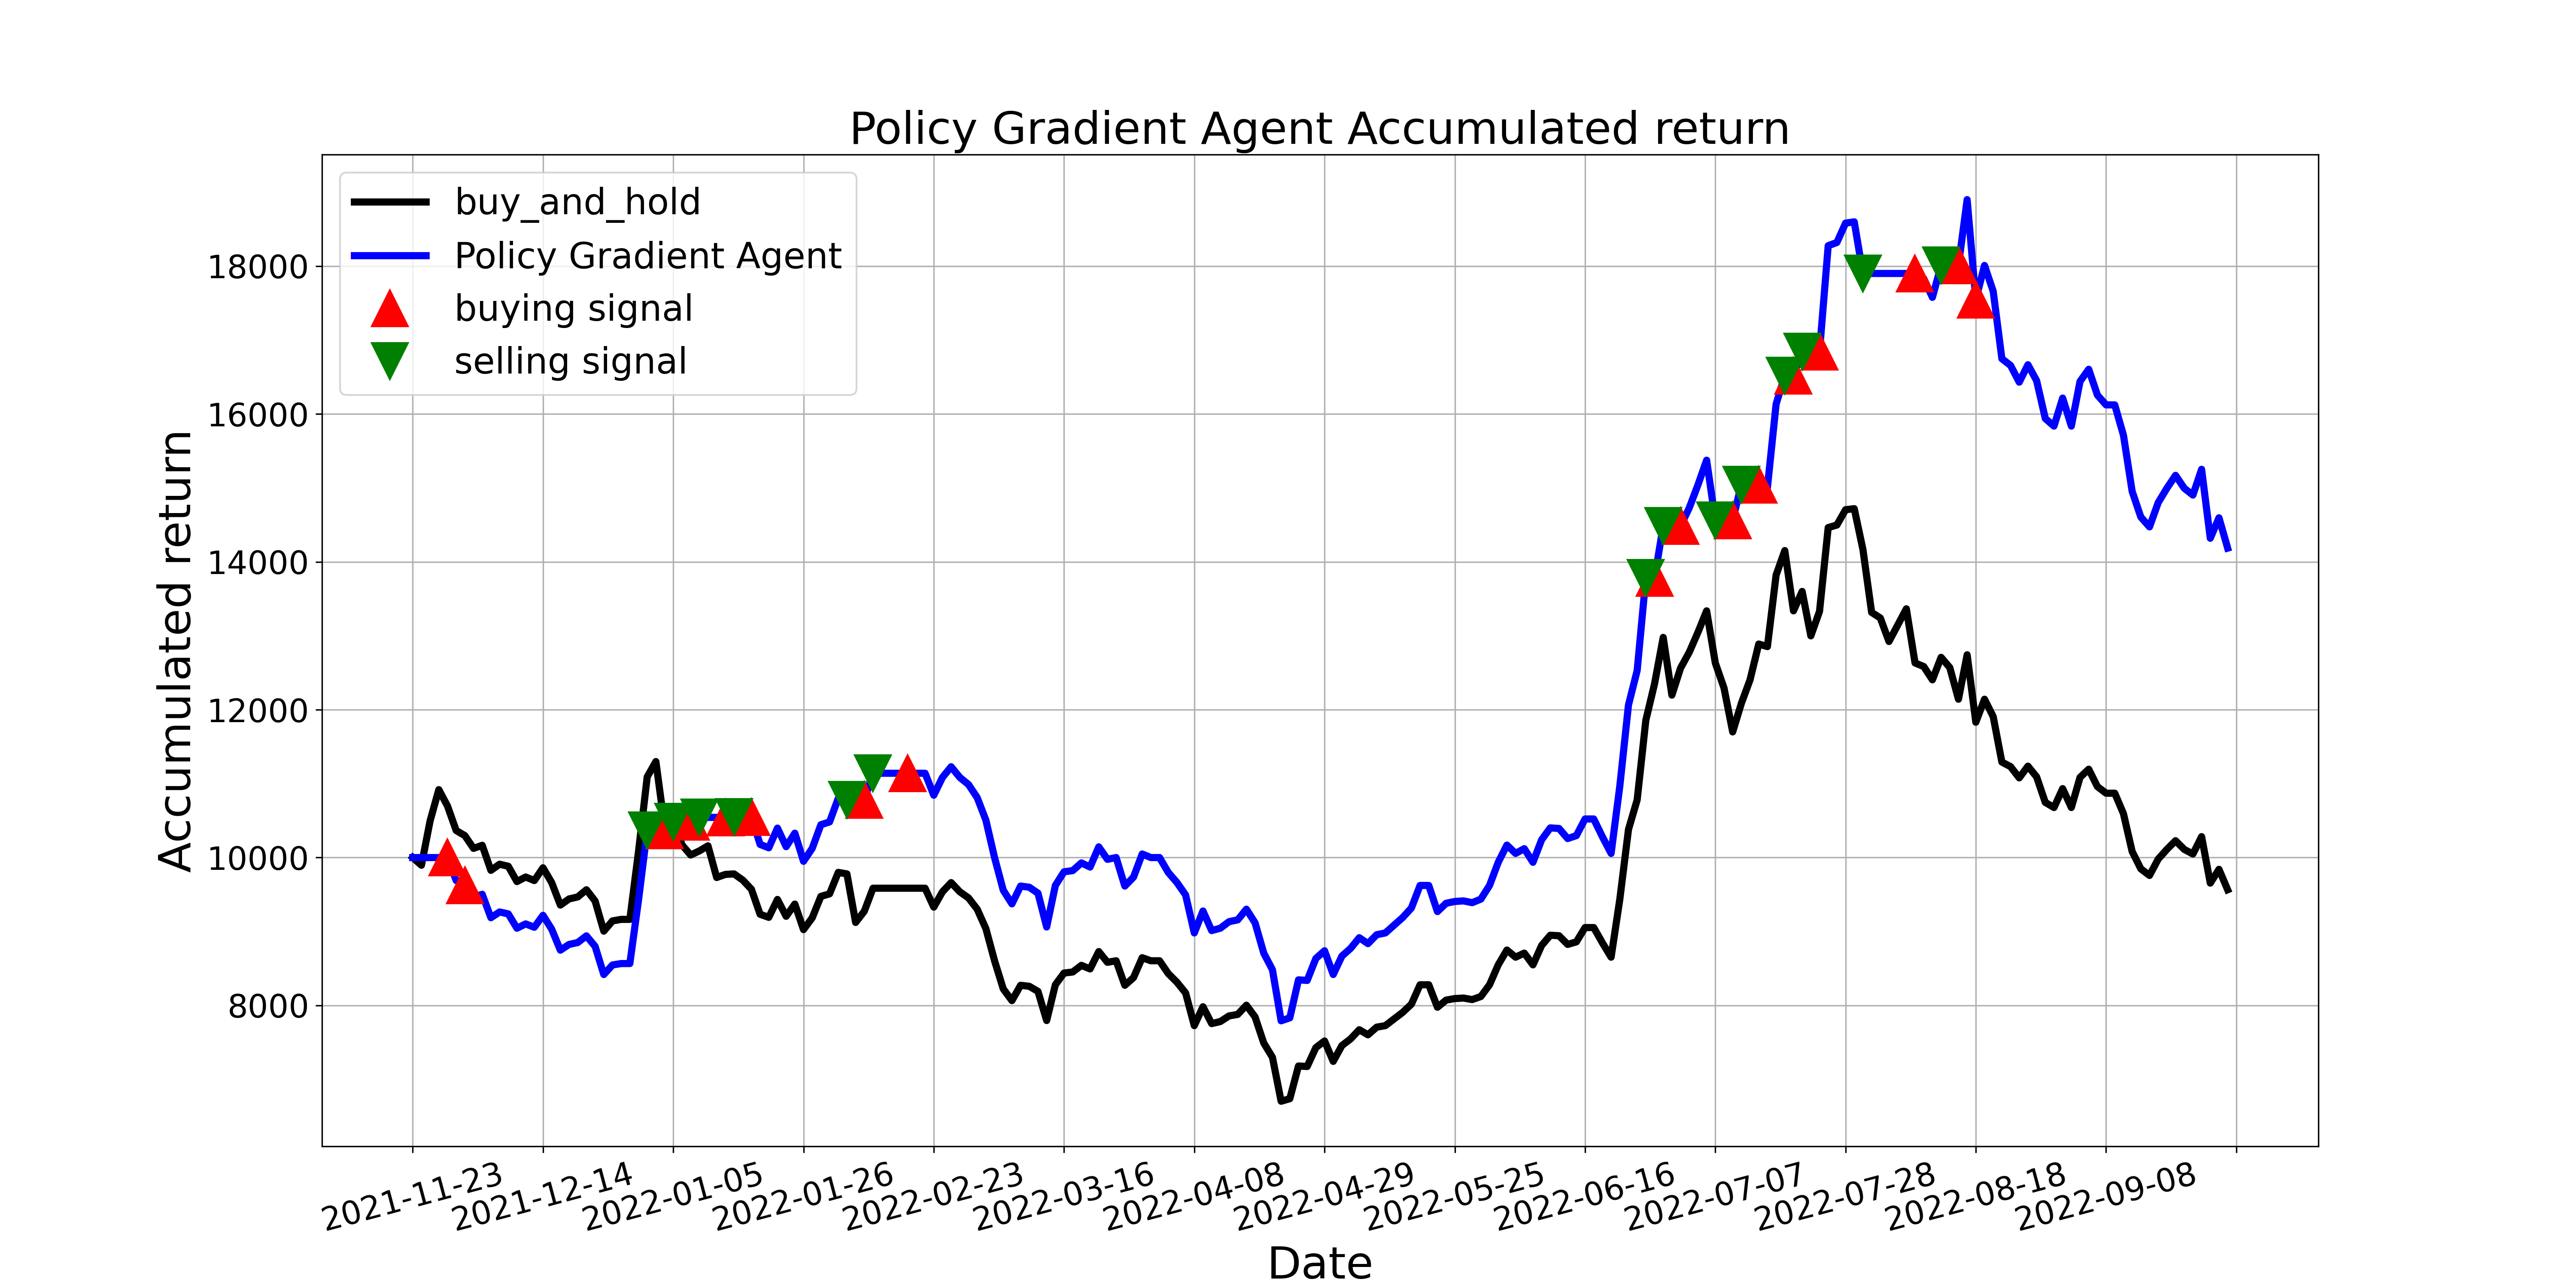 Policy Gradient Agent Accumulated return
buy_and_hold
Policy Gradient Agent
buying signal
selling signal
18000
16000
14000
12000
10000
8000
Accumulated return
2021-11-23
2021-12-14
2022-01-05
2022-01-26
2022-02-23
2022-03-16
2022-04-08
2022-04-29
2022-05-25
2022-06-16
2022-07-07
2022-07-28
2022-08-18
2022-09-08
Date